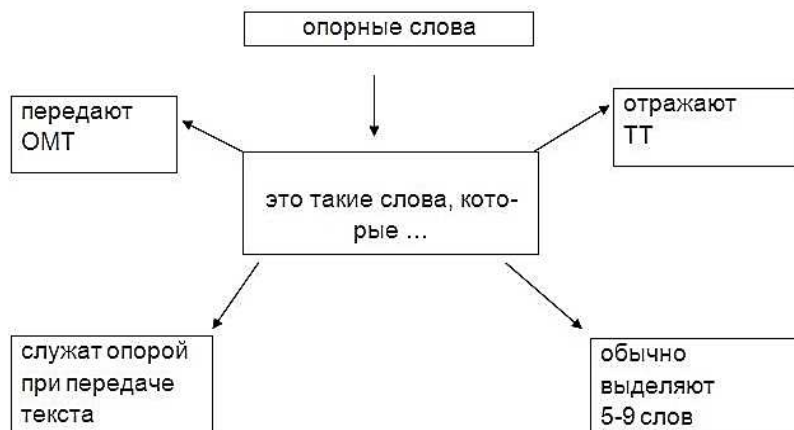 опорные слова
передают
ОМТ
отражают
ТТ
это такие слова, кото-
рые ...
служат опорой
при передаче
текста
обычно
выделяют
5-9 слов